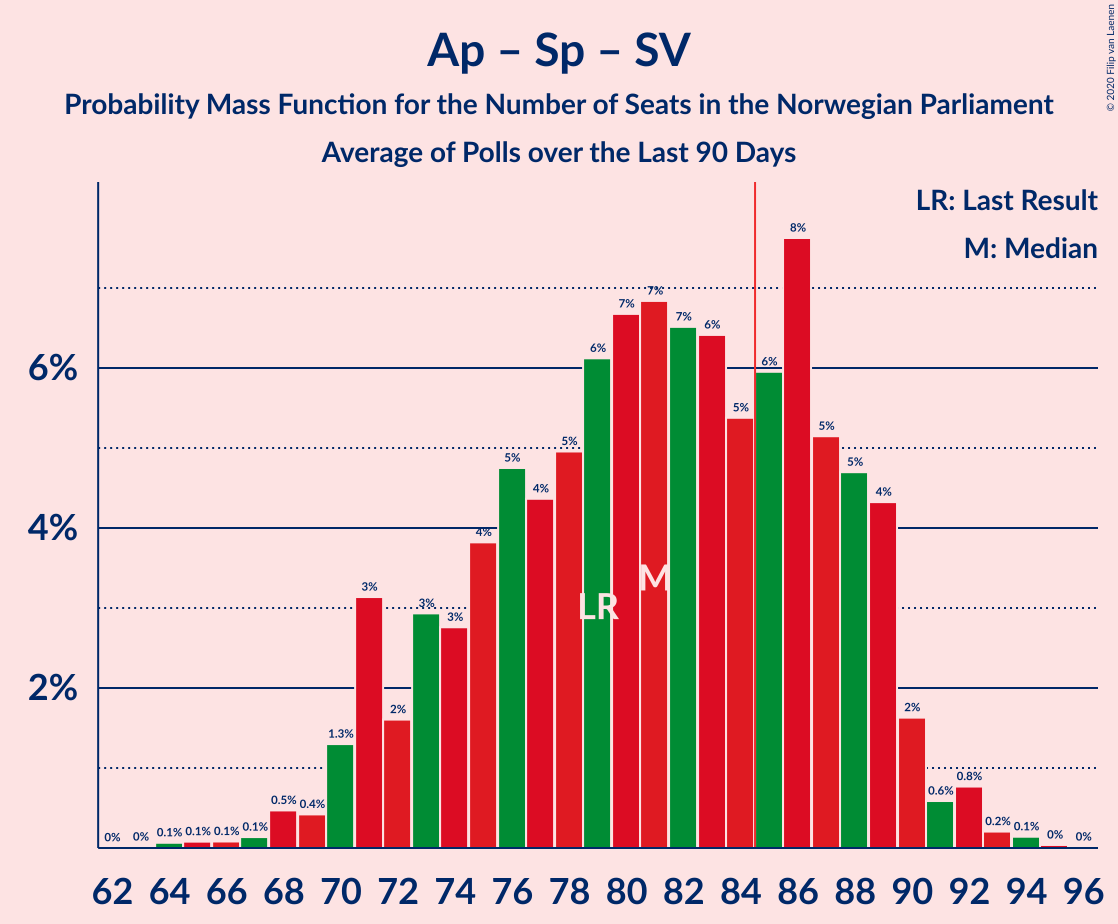 Ap – Sp – SV
Probability Mass Function for the Number of Seats in the Norwegian Parliament
Average of Polls over the Last 90 Days
© 2020 Filip van Laenen
LR: Last Result
M: Median
6%
4%
2%
0% 0% 0.1% 0.1% 0.1% 0.1% 0.5% 0.4% 1.3% 3% 2% 3% 3% 4% 5% 4% 5% 6% 7% 7% 7% 6% 5% 6% 8% 5% 5% 4% 2% 0.6% 0.8% 0.2% 0.1% 0% 0%
LR
M
62 64 66 68 70 72 74 76 78 80 82 84 86 88 90 92 94 96